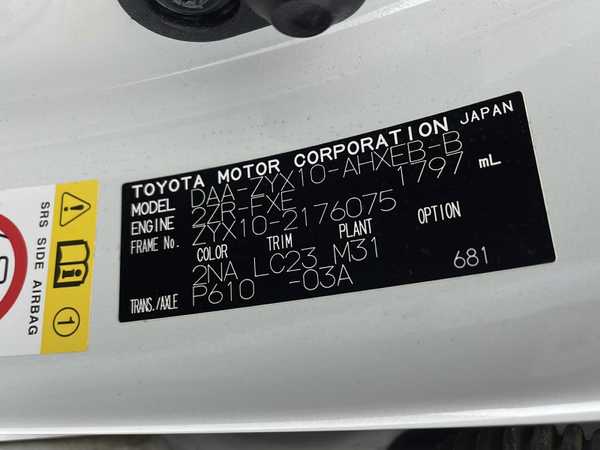 TOYOTA MOTOR CORPORATION JAPAN
MODEL DAA-ZYX10-AHXEB-B
ENGINE 2ZR-FXE 1797 mL
FRAME No. ZYX10-2176075
COLOR TRIM PLANT OPTION
2NA LC23 M31
TRANS./AXLE P610 -03A 681
SRS SIDE AIRBAG
1